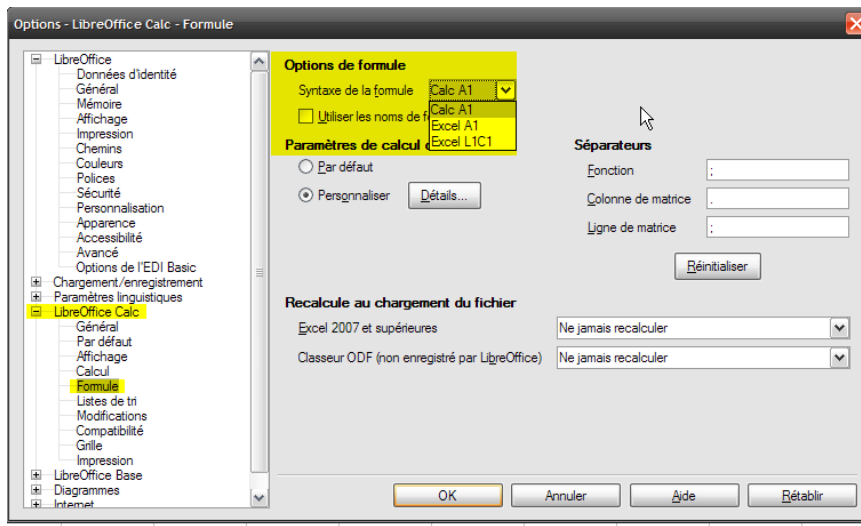 Options - LibreOffice Calc - Formule
LibreOffice
Données d'identité
Général
Mémoire
Affichage
Impression
Chemins
Couleurs
Polices
Sécurité
Personnalisation
Apparence
Accessibilité
Avancé
Options de l'EDI Basic
Chargement/enregistrement
Paramètres linguistiques
LibreOffice Calc
Général
Par défaut
Affichage
Calcul
Formule
Listes de tri
Modifications
Compatibilité
Grille
Impression
LibreOffice Base
Diagrammes
Internet
Options de formule
Syntaxe de la formule Calc A1
Calc A1
Excel A1
Excel L1C1
Utiliser les noms de
Paramètres de calcul
Par défaut
Personnaliser Détails...
Séparateurs
Fonction ;
Colonne de matrice .
Ligne de matrice ;
Réinitialiser
Recalcule au chargement du fichier
Excel 2007 et supérieures Ne jamais recalculer
Classeur ODF (non enregistré par LibreOffice) Ne jamais recalculer
OK Annuler Aide Rétablir